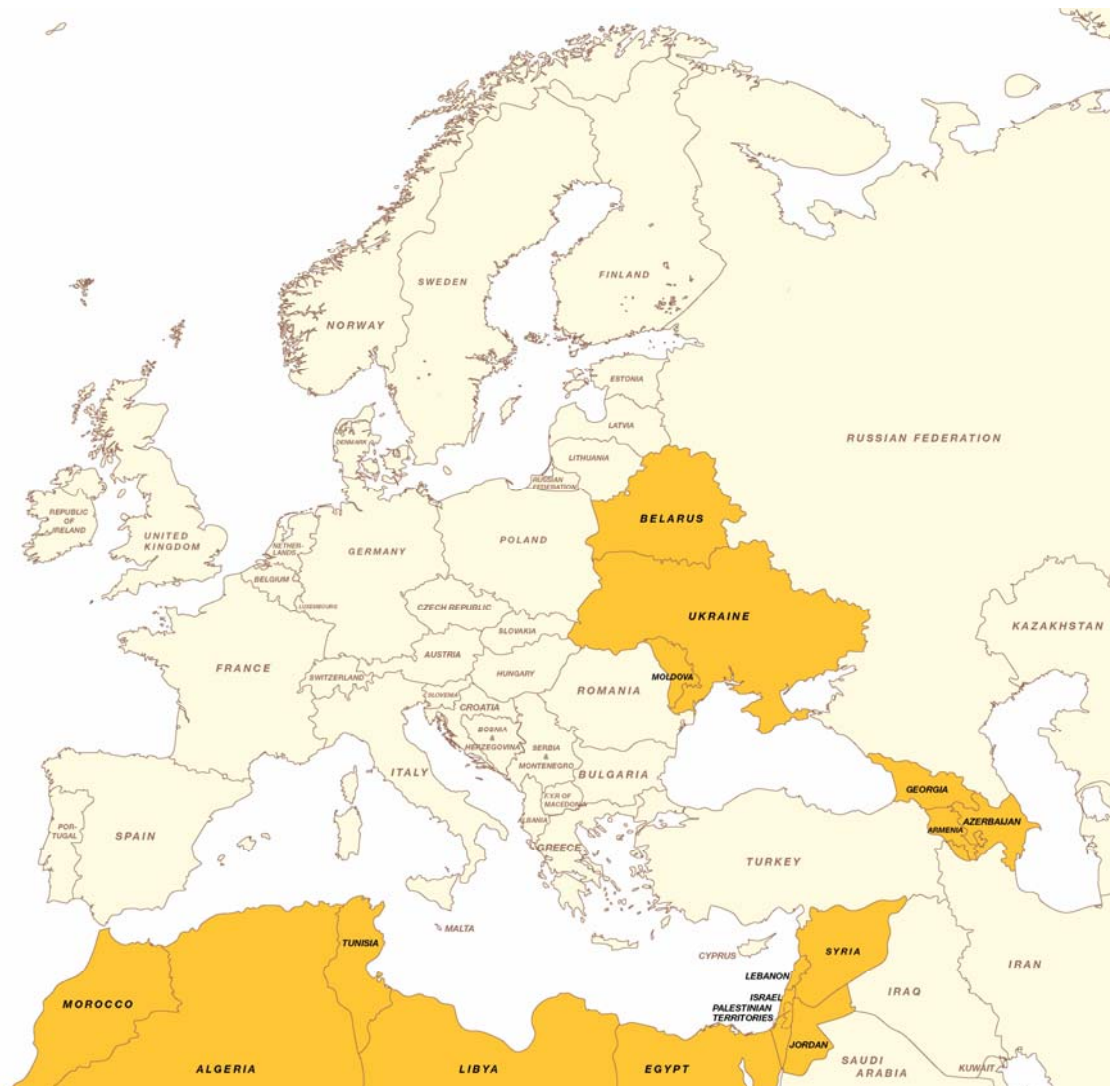 SWEDEN
FINLAND
NORWAY
ESTONIA
LATVIA
DENMARK
RUSSIAN FEDERATION
LITHUANIA
RUSSIAN
FEDERATION
REPUBLIC
OF
IRELAND
UNITED
KINGDOM
NETHER-
LANDS
GERMANY
POLAND
BELARUS
BELGIUM
LUXEMBOURG
CZECH REPUBLIC
UKRAINE
KAZAKHSTAN
SLOVAKIA
AUSTRIA
FRANCE
SWITZERLAND
HUNGARY
MOLDOVA
ROMANIA
SLOVENIA
CROATIA
BOSNIA
&
HERZEGOVINA
SERBIA
&
MONTENEGRO
ITALY
BULGARIA
GEORGIA
F.Y.R OF
MACEDONIA
ALBANIA
AZERBAIJAN
ARMENIA
POR-
TUGAL
SPAIN
GREECE
TURKEY
MALTA
TUNISIA
CYPRUS
SYRIA
LEBANON
IRAN
ISRAEL
PALESTINIAN
TERRITORIES
IRAQ
MOROCCO
JORDAN
ALGERIA
LIBYA
EGYPT
SAUDI
ARABIA
KUWAIT